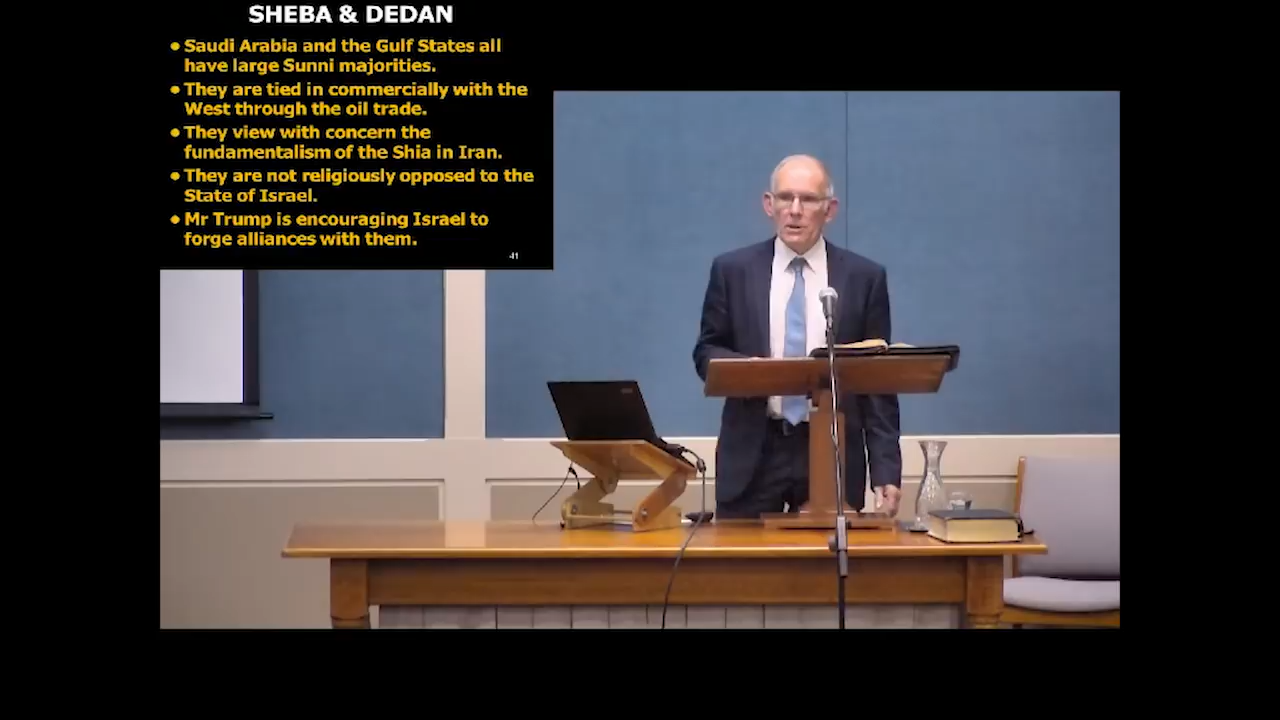 SHEBA & DEDAN
• Saudi Arabia and the Gulf States all
have large Sunni majorities.
• They are tied in commercially with the
West through the oil trade.
• They view with concern the
fundamentalism of the Shia in Iran.
• They are not religiously opposed to the
State of Israel.
• Mr Trump is encouraging Israel to
forge alliances with them.
41